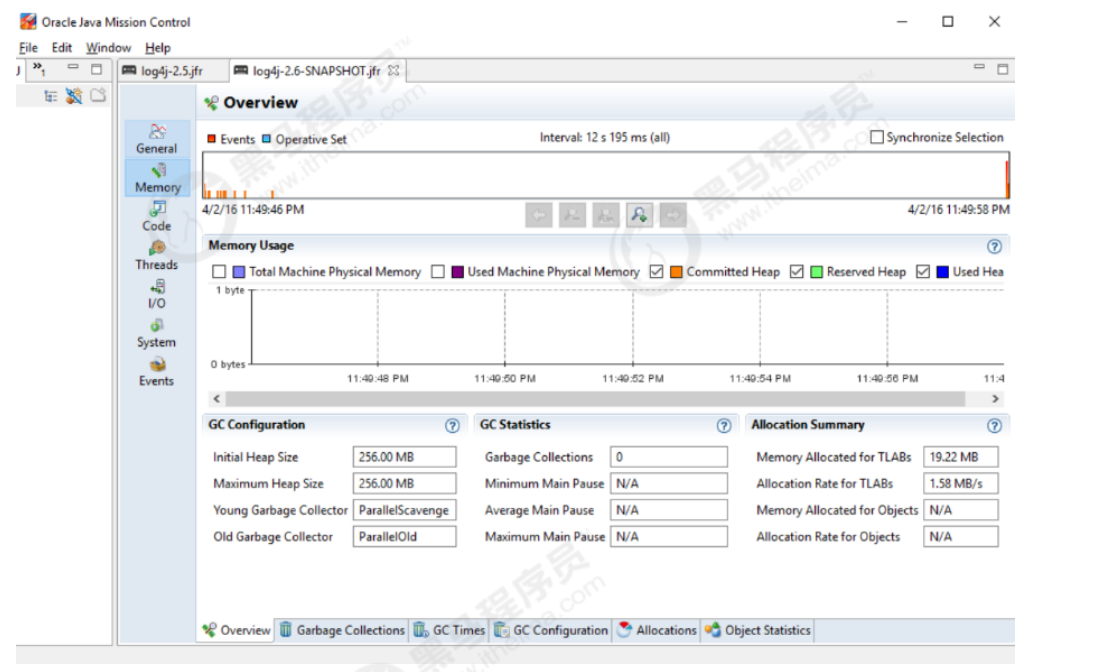 Oracle Java Mission Control
File Edit Window Help
log4j-2.5.jfr log4j-2.6-SNAPSHOT.jfr
Overview
Events Operative Set Interval: 12 s 195 ms (all) Synchronize Selection
4/2/16 11:49:46 PM 4/2/16 11:49:58 PM
General
Memory
Code
Threads
I/O
System
Events
Memory Usage
Total Machine Physical Memory Used Machine Physical Memory Committed Heap Reserved Heap Used Hea
1 byte
0 bytes
11:49:48 PM 11:49:50 PM 11:49:52 PM 11:49:54 PM 11:49:56 PM 11:4
GC Configuration GC Statistics Allocation Summary
Initial Heap Size 256.00 MB Garbage Collections 0 Memory Allocated for TLABs 19.22 MB
Maximum Heap Size 256.00 MB Minimum Main Pause N/A Allocation Rate for TLABs 1.58 MB/s
Young Garbage Collector ParallelScavenge Average Main Pause N/A Memory Allocated for Objects N/A
Old Garbage Collector ParallelOld Maximum Main Pause N/A Allocation Rate for Objects N/A
Overview Garbage Collections GC Times GC Configuration Allocations Object Statistics
黑马程序员
www.itheima.com